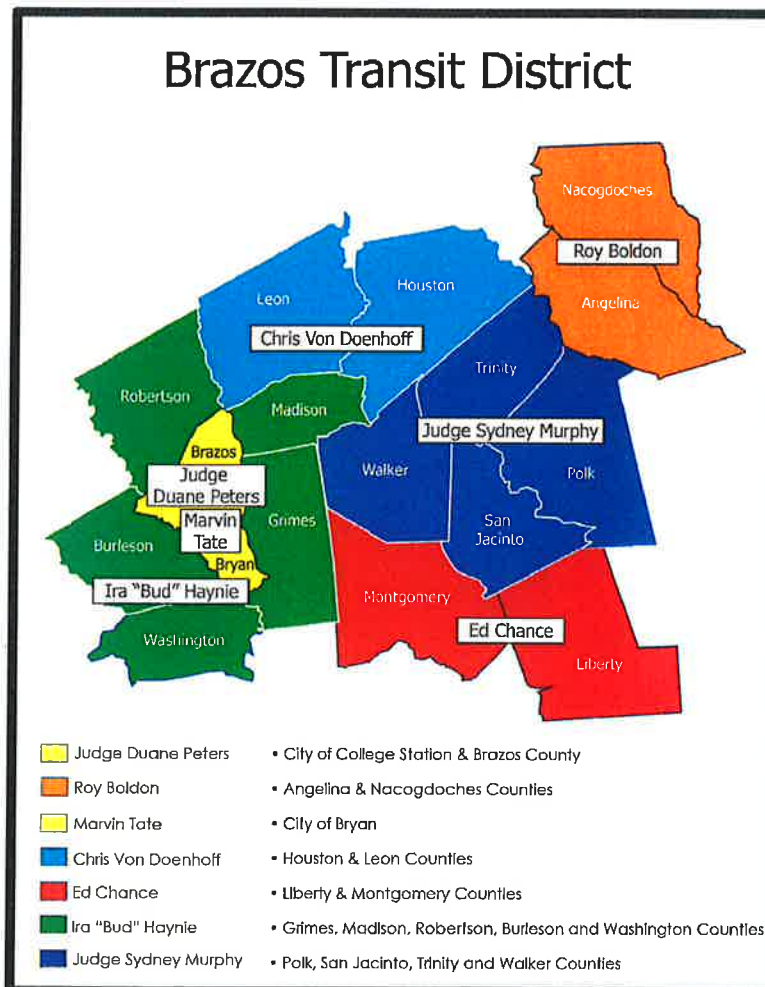 Brazos Transit District
Nacogdoches
Roy Boldon
Angelina
Houston
Leon
Chris Von Doenhoff
Trinity
Robertson
Madison
Judge Sydney Murphy
Brazos
Walker
Polk
Judge
Duane Peters
Grimes
Marvin
Tate
San
Jacinto
Burleson
Bryan
Ira "Bud" Haynie
Montgomery
Ed Chance
Washington
Liberty
Judge Duane Peters • City of College Station & Brazos County
Roy Boldon • Angelina & Nacogdoches Counties
Marvin Tate • City of Bryan
Chris Von Doenhoff • Houston & Leon Counties
Ed Chance • Liberty & Montgomery Counties
Ira "Bud" Haynie • Grimes, Madison, Robertson, Burleson and Washington Counties
Judge Sydney Murphy • Polk, San Jacinto, Trinity and Walker Counties